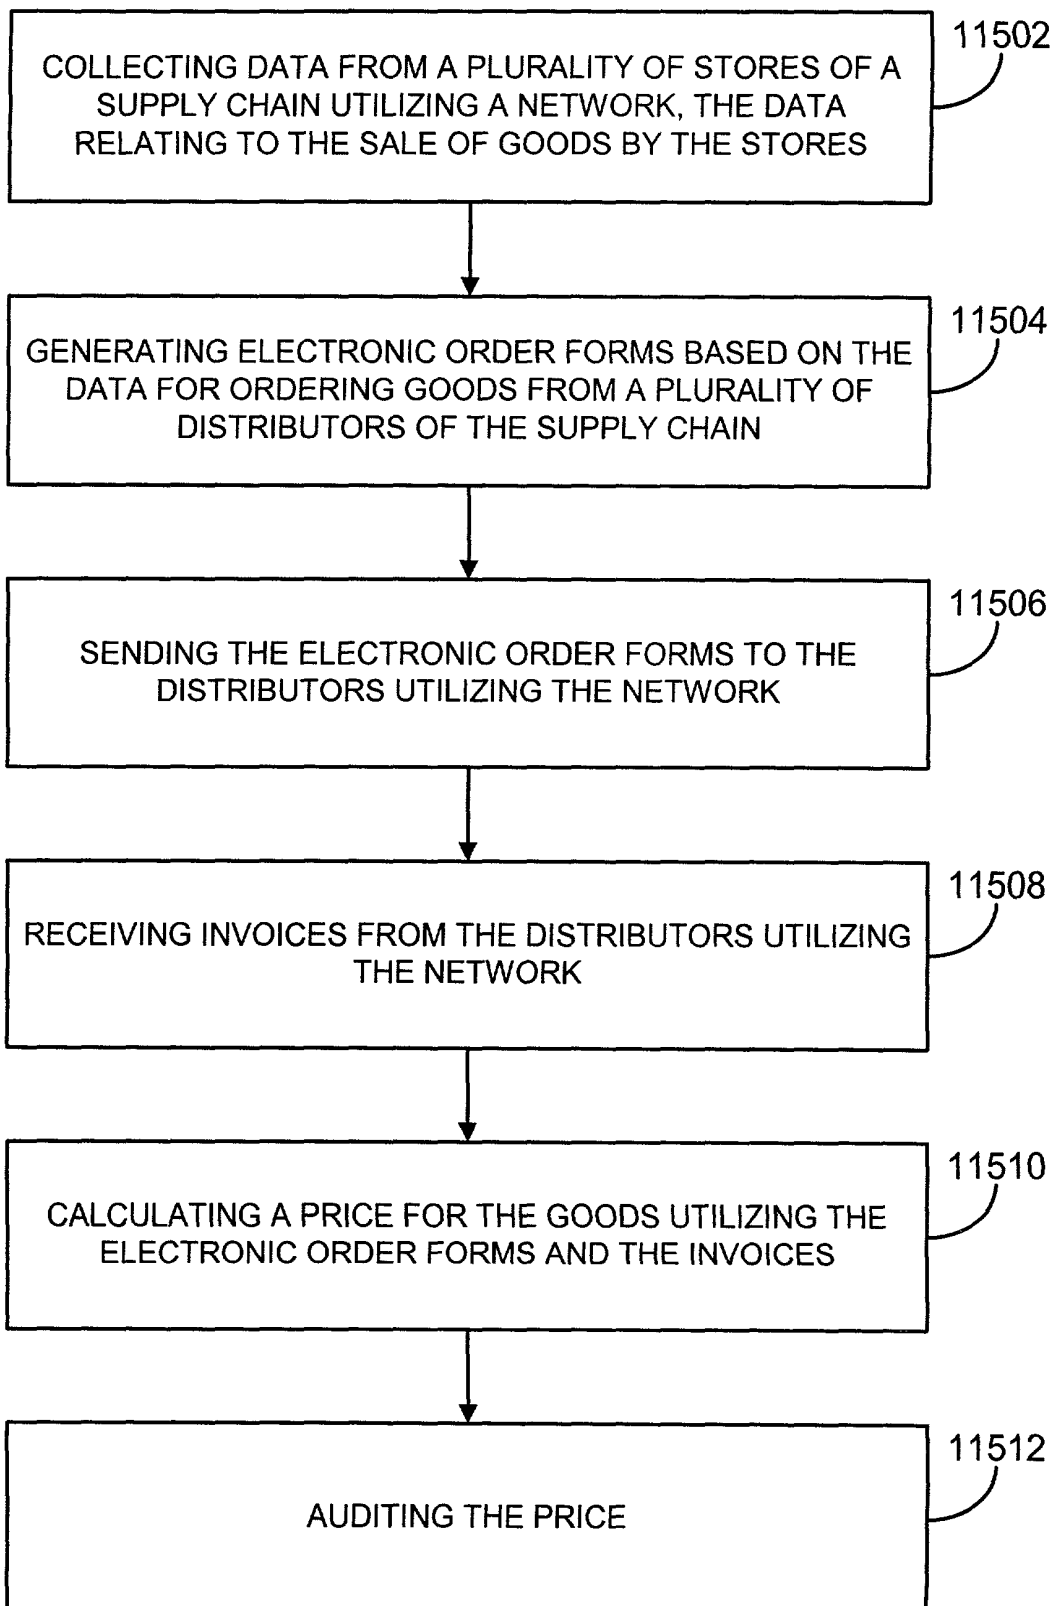 11502
COLLECTING DATA FROM A PLURALITY OF STORES OF A
SUPPLY CHAIN UTILIZING A NETWORK, THE DATA
RELATING TO THE SALE OF GOODS BY THE STORES
11504
GENERATING ELECTRONIC ORDER FORMS BASED ON THE
DATA FOR ORDERING GOODS FROM A PLURALITY OF
DISTRIBUTORS OF THE SUPPLY CHAIN
11506
SENDING THE ELECTRONIC ORDER FORMS TO THE
DISTRIBUTORS UTILIZING THE NETWORK
11508
RECEIVING INVOICES FROM THE DISTRIBUTORS UTILIZING
THE NETWORK
11510
CALCULATING A PRICE FOR THE GOODS UTILIZING THE
ELECTRONIC ORDER FORMS AND THE INVOICES
11512
AUDITING THE PRICE